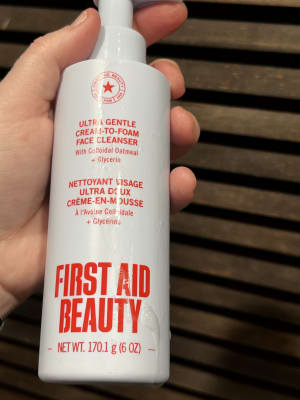 ULTRA GENTLE
CREAM-TO-FOAM
FACE CLEANSER
With Colloidal Oatmeal
+ Glycerin
NETTOYANT VISAGE
ULTRA DOUX
CRÈME-EN-MOUSSE
À l'Avoine Colloïdale
+ Glycérine
FIRST AID
BEAUTY
NET WT. 170.1 g (6 OZ)